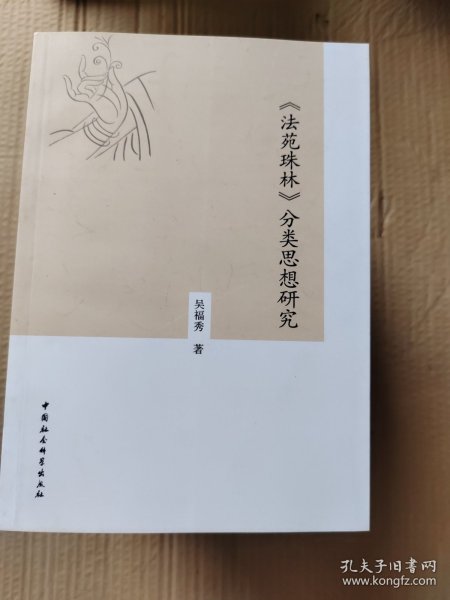 《法苑珠林》分类思想研究
吴福秀 著
中国社会科学出版社
孔夫子旧书网
www.kongfz.com